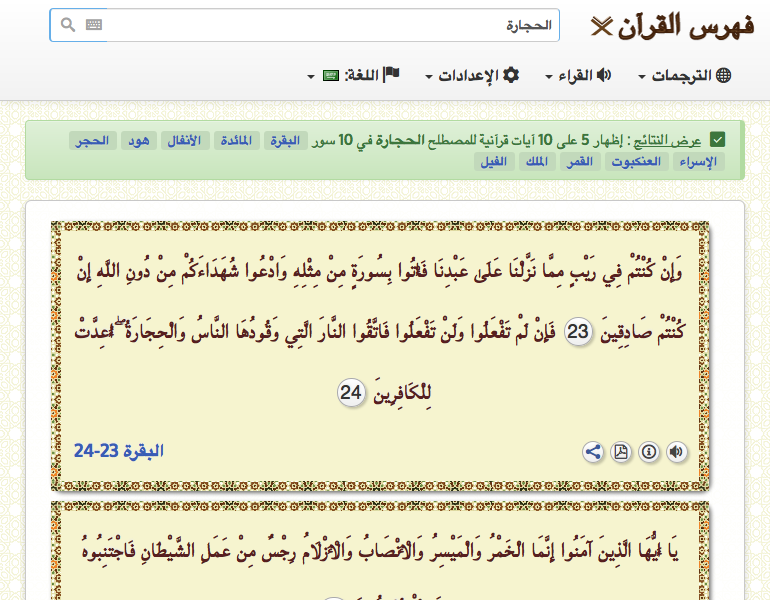 فهرس القرآن
الحجارة
الترجمات
القراء
الإعدادات
اللغة:
عرض النتائج : إظهار 5 على 10 آيات قرآنية للمصطلح الحجارة في 10 سور البقرة المائدة الأنفال هود الحجر
الإسراء العنكبوت القمر الملك الفيل
وَإِنْ كُنْتُمْ فِي رَيْبٍ مِمَّا نَزَّلْنَا عَلَىٰ عَبْدِنَا فَأْتُوا بِسُورَةٍ مِنْ مِثْلِهِ وَادْعُوا شُهَدَاءَكُمْ مِنْ دُونِ اللَّهِ إِنْ
كُنْتُمْ صَادِقِينَ 23 فَإِنْ لَمْ تَفْعَلُوا وَلَنْ تَفْعَلُوا فَاتَّقُوا النَّارَ الَّتِي وَقُودُهَا النَّاسُ وَالْحِجَارَةُ ۖ أُعِدَّتْ
لِلْكَافِرِينَ 24
البقرة 23-24
يَا أَيُّهَا الَّذِينَ آمَنُوا إِنَّمَا الْخَمْرُ وَالْمَيْسِرُ وَالْأَنْصَابُ وَالْأَزْلَامُ رِجْسٌ مِنْ عَمَلِ الشَّيْطَانِ فَاجْتَنِبُوهُ